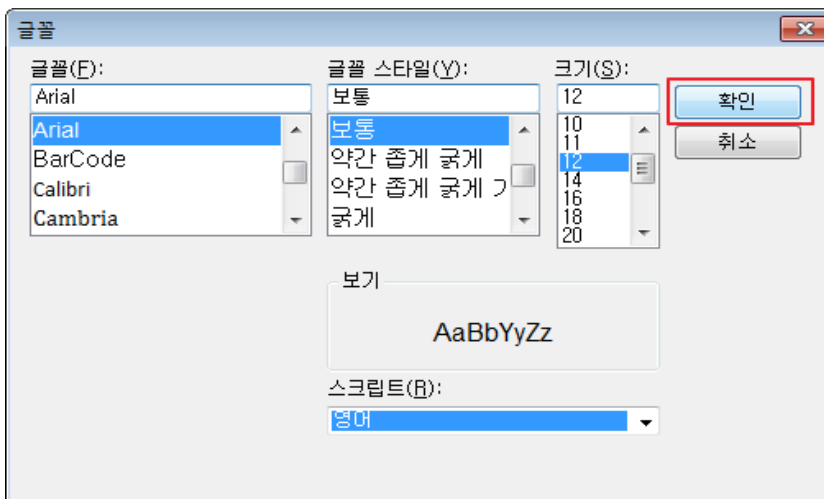 글꼴
글꼴(F):
Arial
Arial
BarCode
Calibri
Cambria
글꼴 스타일(Y):
보통
보통
약간 좁게 굵게
약간 좁게 굵게 기
굵게
크기(S):
12
10
11
12
14
16
18
20
확인
취소
보기
AaBbYyZz
스크립트(R):
영어